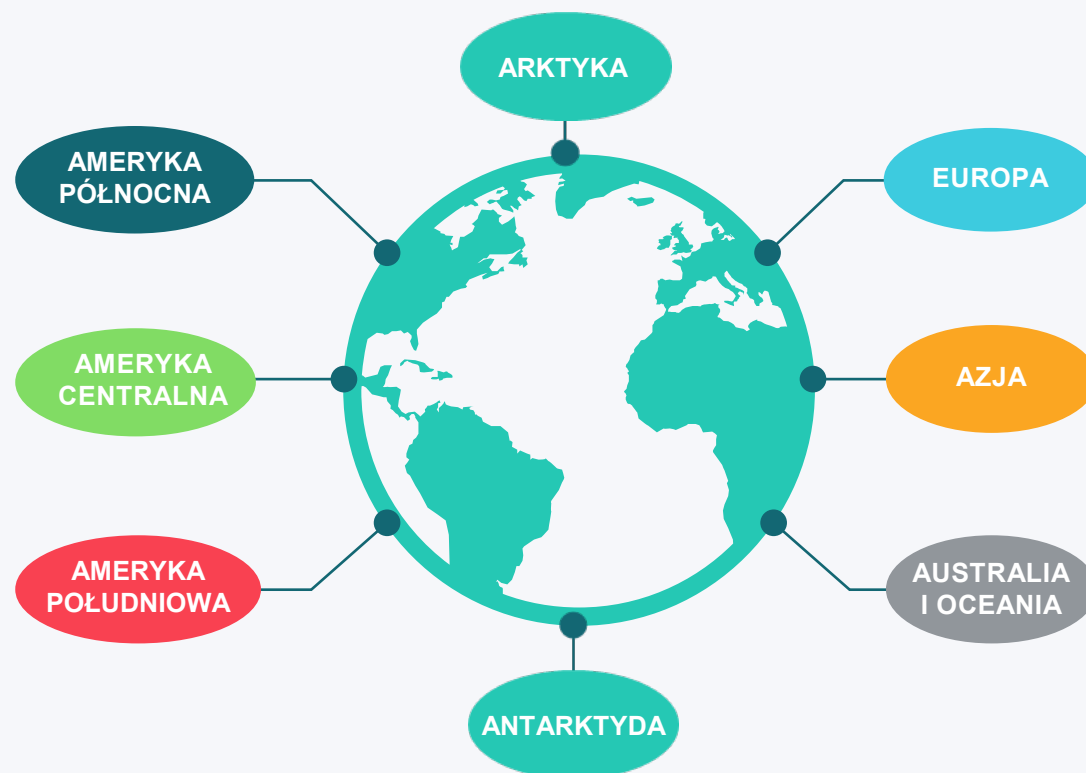 ARKTYKA
AMERYKA
PÓŁNOCNA
EUROPA
AMERYKA
CENTRALNA
AZJA
AMERYKA
POŁUDNIOWA
AUSTRALIA
I OCEANIA
ANTARKTYDA